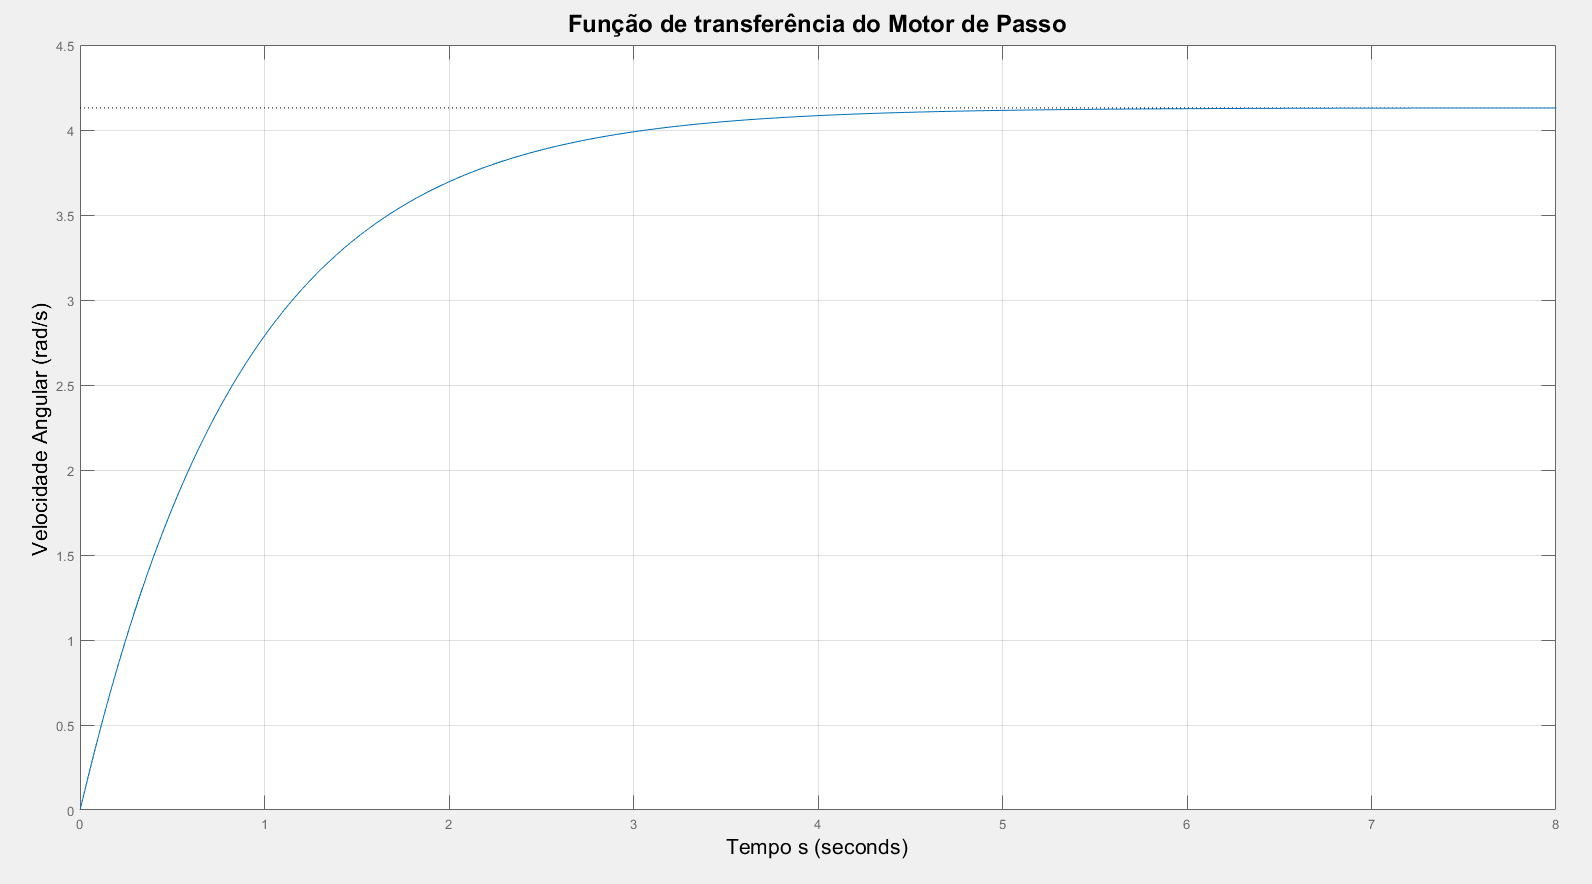 Função de transferência do Motor de Passo
Velocidade Angular (rad/s)
4.5
4
3.5
3
2.5
2
1.5
1
0.5
0
0 1 2 3 4 5 6 7 8
Tempo s (seconds)